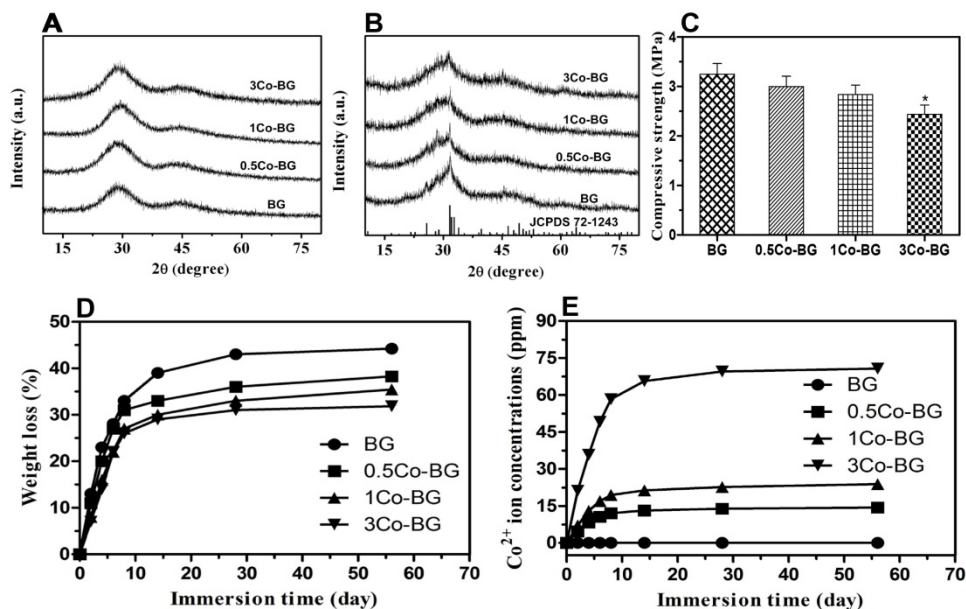 A
Intensity (a.u.)
3Co-BG
1Co-BG
0.5Co-BG
BG
15 30 45 60 75
2θ (degree)
B
Intensity (a.u.)
3Co-BG
1Co-BG
0.5Co-BG
BG
JCPDS 72-1243
15 30 45 60 75
2θ (degree)
C
Compressive strength (MPa)
4
3
2
1
0
*
BG 0.5Co-BG 1Co-BG 3Co-BG
D
Weight loss (%)
50
40
30
20
10
0
BG
0.5Co-BG
1Co-BG
3Co-BG
0 10 20 30 40 50 60 70
Immersion time (day)
E
Co²⁺ ion concentrations (ppm)
90
75
60
45
30
15
0
BG
0.5Co-BG
1Co-BG
3Co-BG
0 10 20 30 40 50 60 70
Immersion time (day)